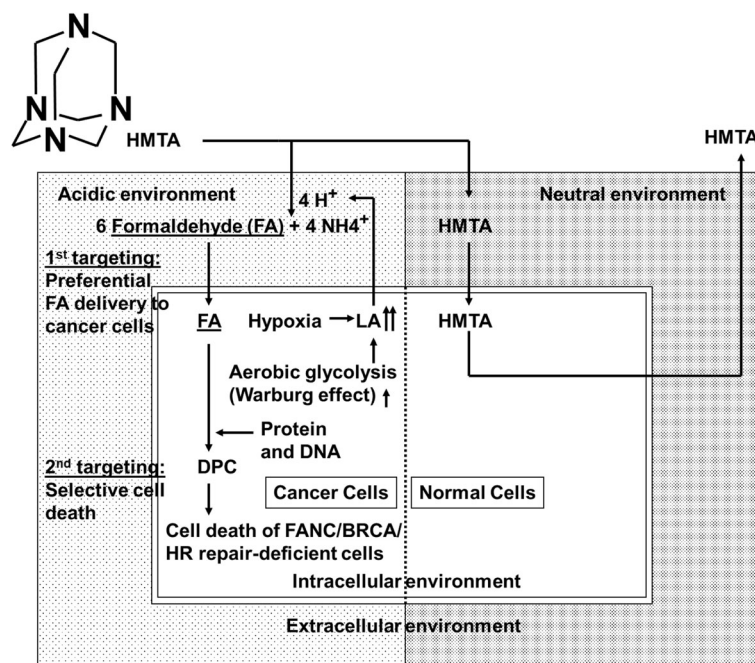 N
N
N
N
HMTA
HMTA
Acidic environment
Neutral environment
4 H+
6 Formaldehyde (FA) + 4 NH4+
HMTA
1st targeting:
Preferential
FA delivery to
cancer cells
FA
Hypoxia
LA
HMTA
Aerobic glycolysis
(Warburg effect)
Protein
and DNA
2nd targeting:
Selective cell
death
DPC
Cancer Cells
Normal Cells
Cell death of FANC/BRCA/
HR repair-deficient cells
Intracellular environment
Extracellular environment